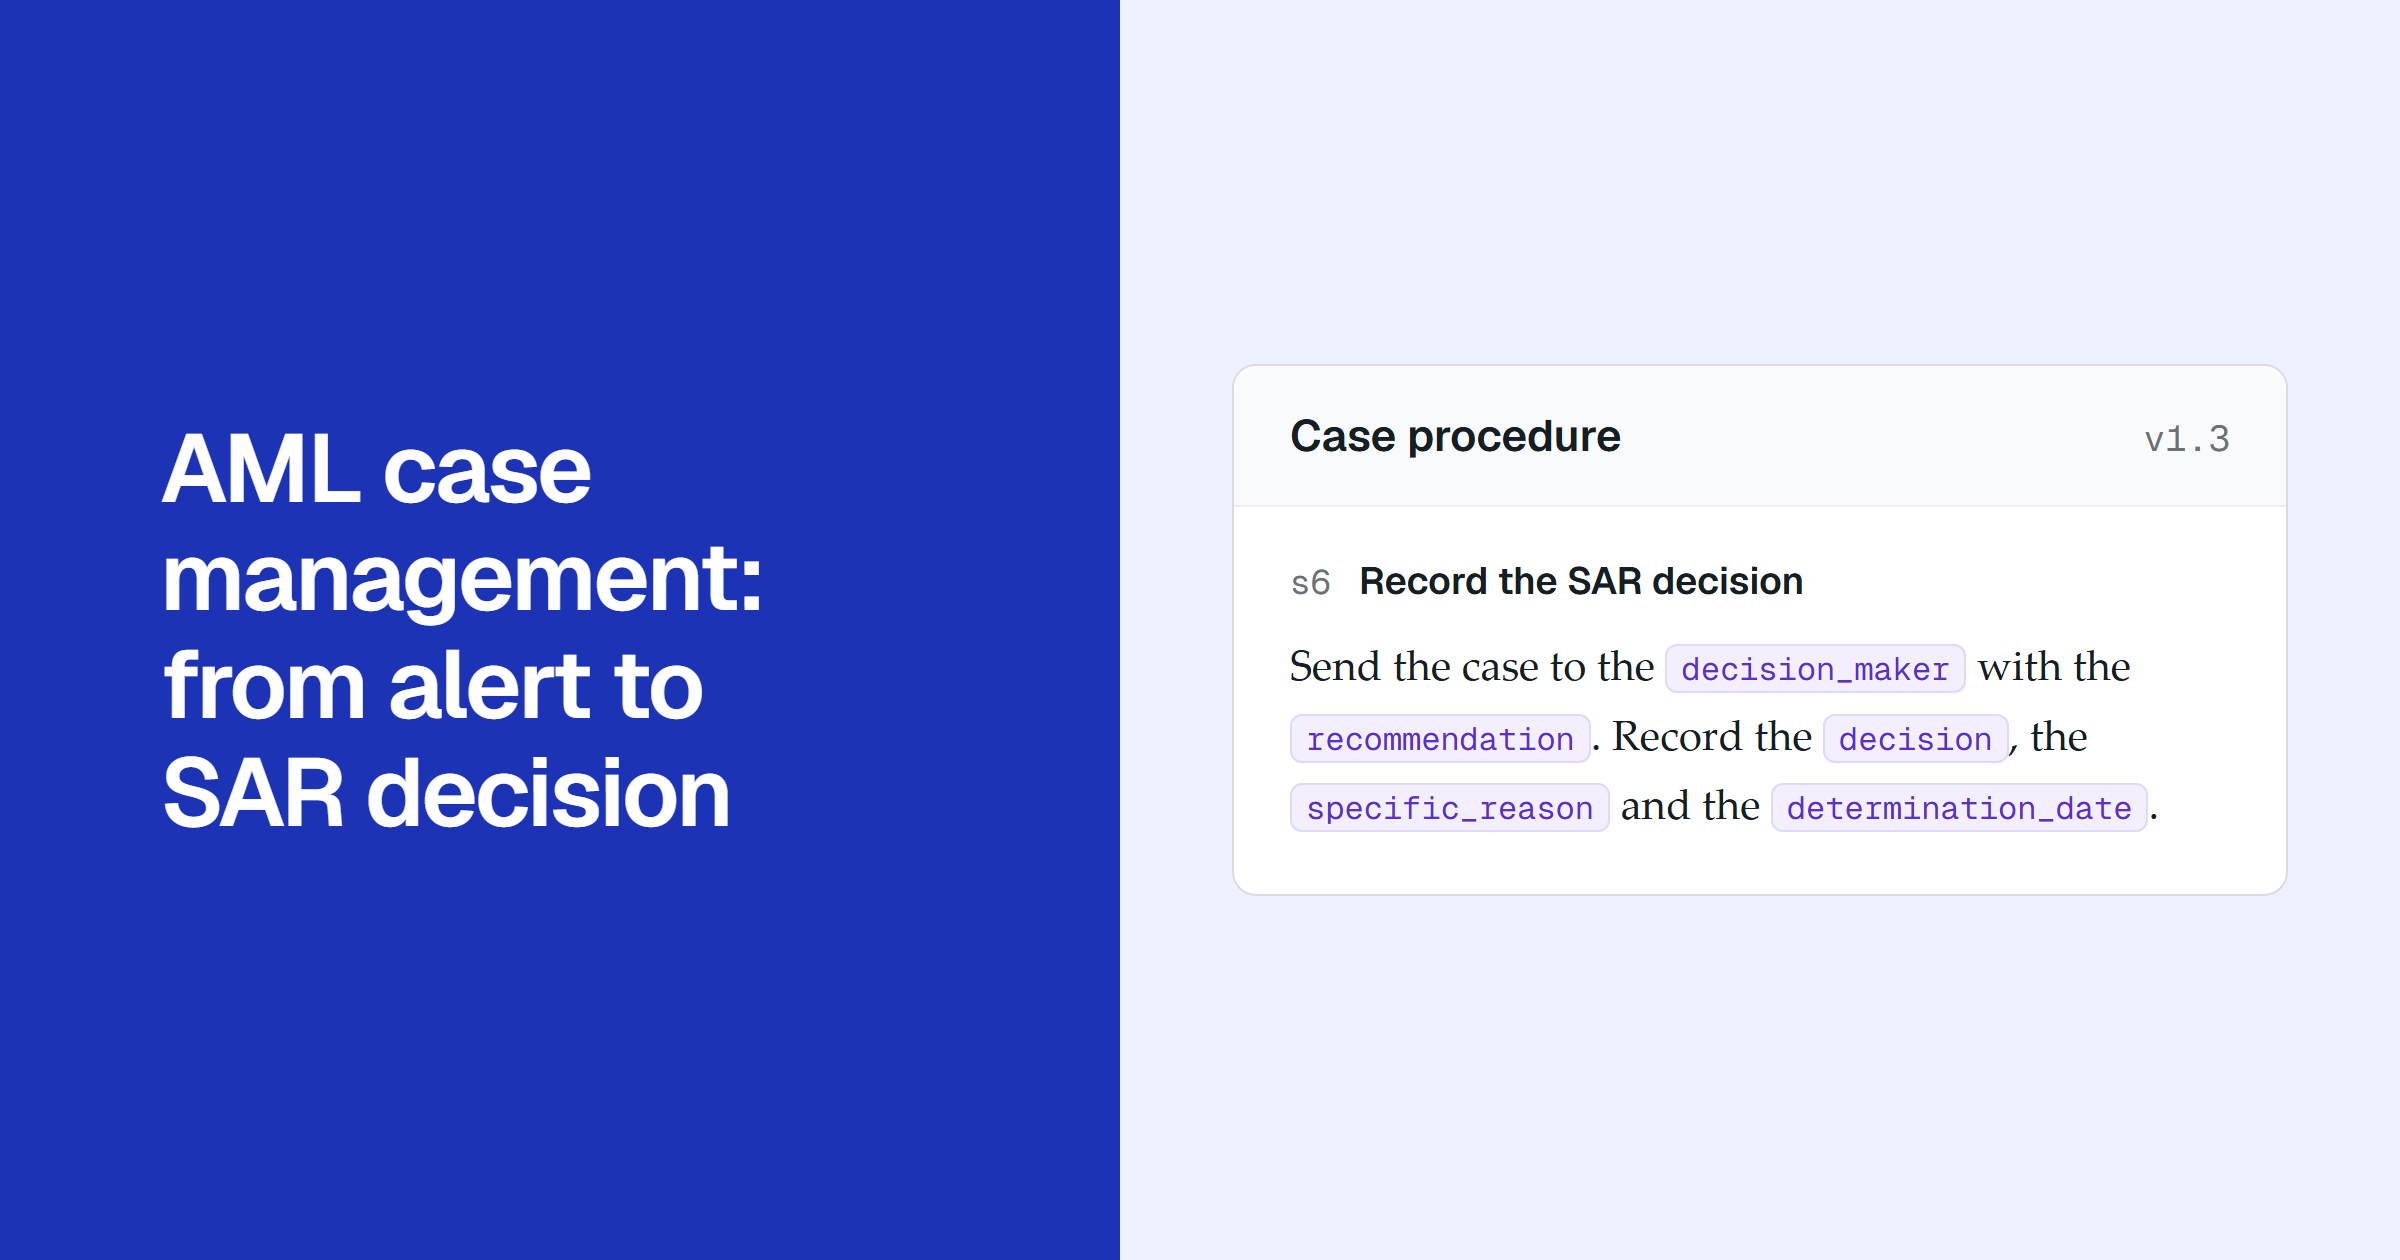 AML case
management:
from alert to
SAR decision
Case procedure v1.3
s6 Record the SAR decision
Send the case to the decision_maker with the
recommendation. Record the decision, the
specific_reason and the determination_date.